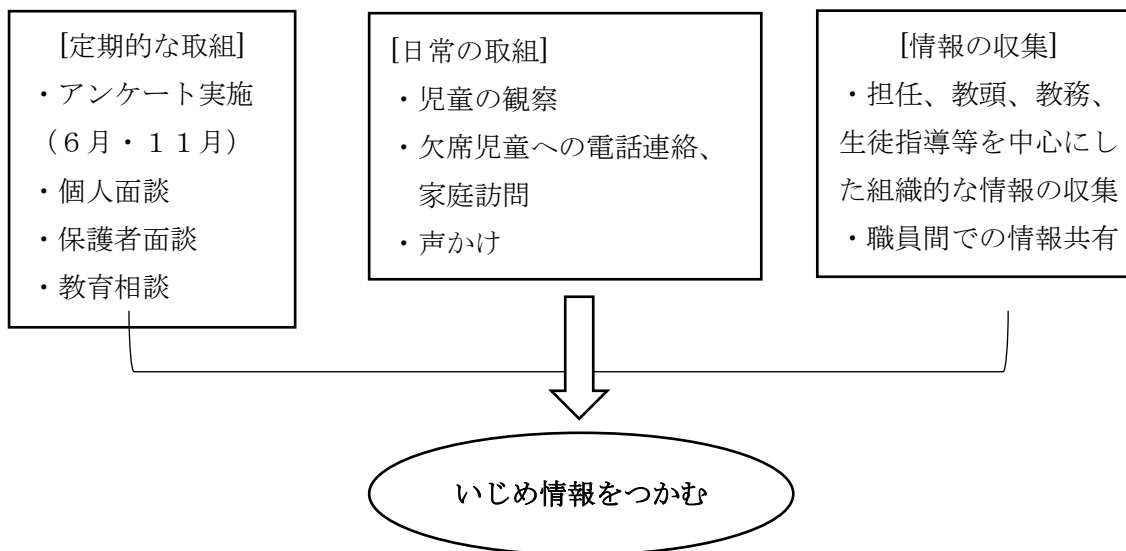 [定期的な取組]
・アンケート実施
（６月・１１月）
・個人面談
・保護者面談
・教育相談
[日常の取組]
・児童の観察
・欠席児童への電話連絡、
家庭訪問
・声かけ
[情報の収集]
・担任、教頭、教務、
生徒指導等を中心にし
た組織的な情報の収集
・職員間での情報共有
いじめ情報をつかむ